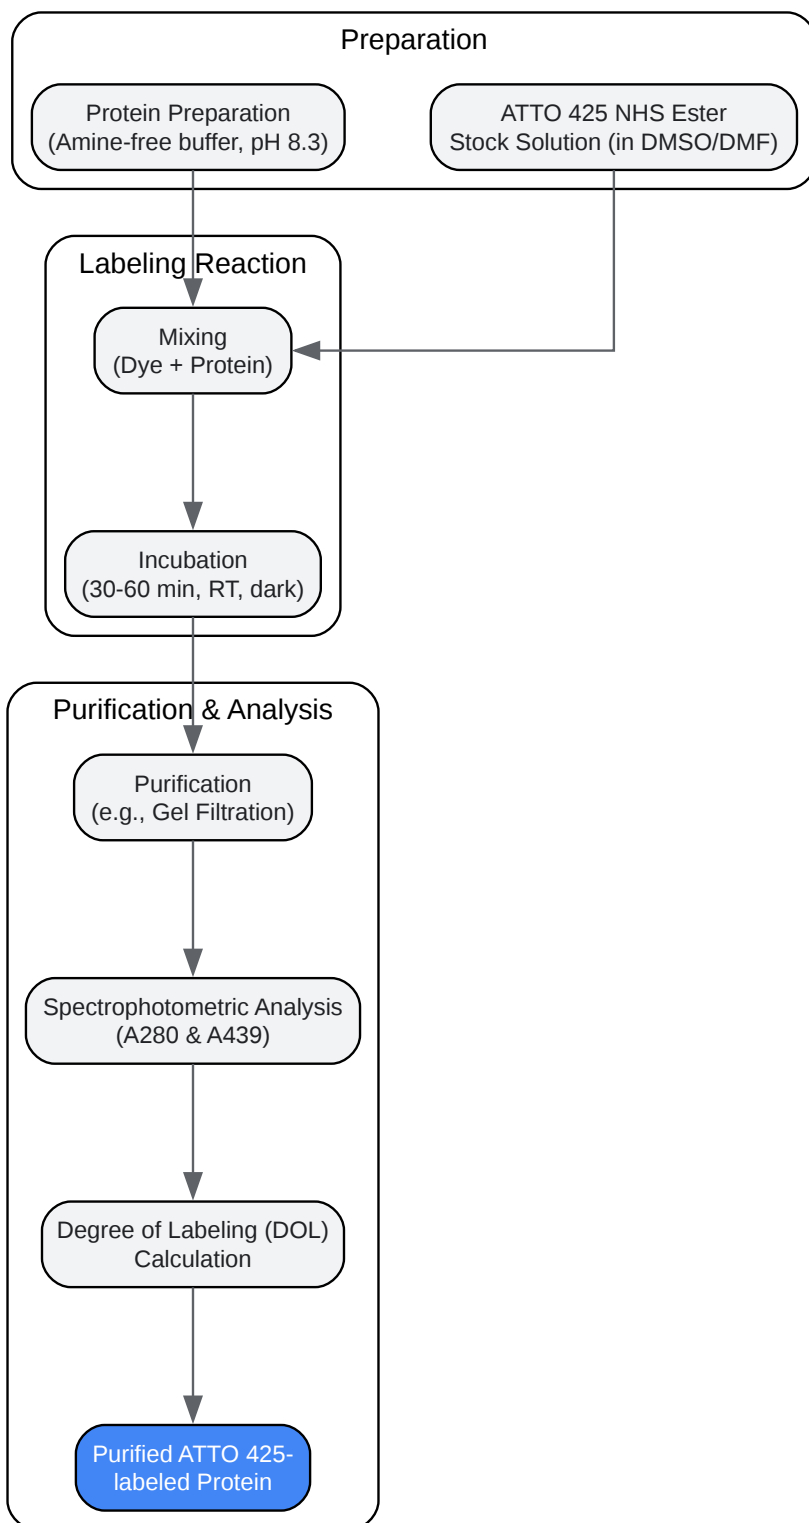 Preparation
Protein Preparation
(Amine-free buffer, pH 8.3)
ATTO 425 NHS Ester
Stock Solution (in DMSO/DMF)
Labeling Reaction
Mixing
(Dye + Protein)
Incubation
(30-60 min, RT, dark)
Purification & Analysis
Purification
(e.g., Gel Filtration)
Spectrophotometric Analysis
(A280 & A439)
Degree of Labeling (DOL)
Calculation
Purified ATTO 425-
labeled Protein